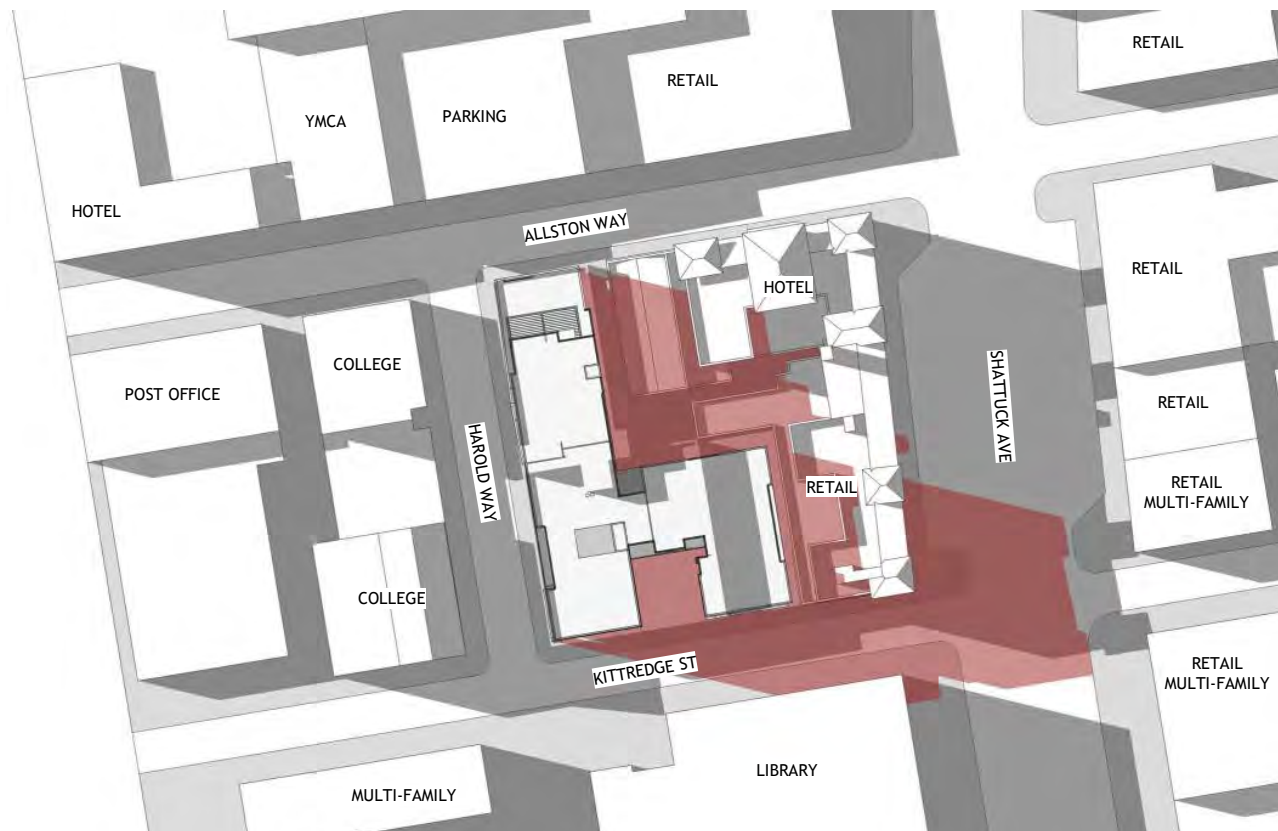 RETAIL
RETAIL
PARKING
YMCA
HOTEL
ALLSTON WAY
RETAIL
HOTEL
COLLEGE
POST OFFICE
SHATTUCK AVE
RETAIL
HAROLD WAY
RETAIL
RETAIL
MULTI-FAMILY
COLLEGE
KITTREDGE ST
RETAIL
MULTI-FAMILY
LIBRARY
MULTI-FAMILY